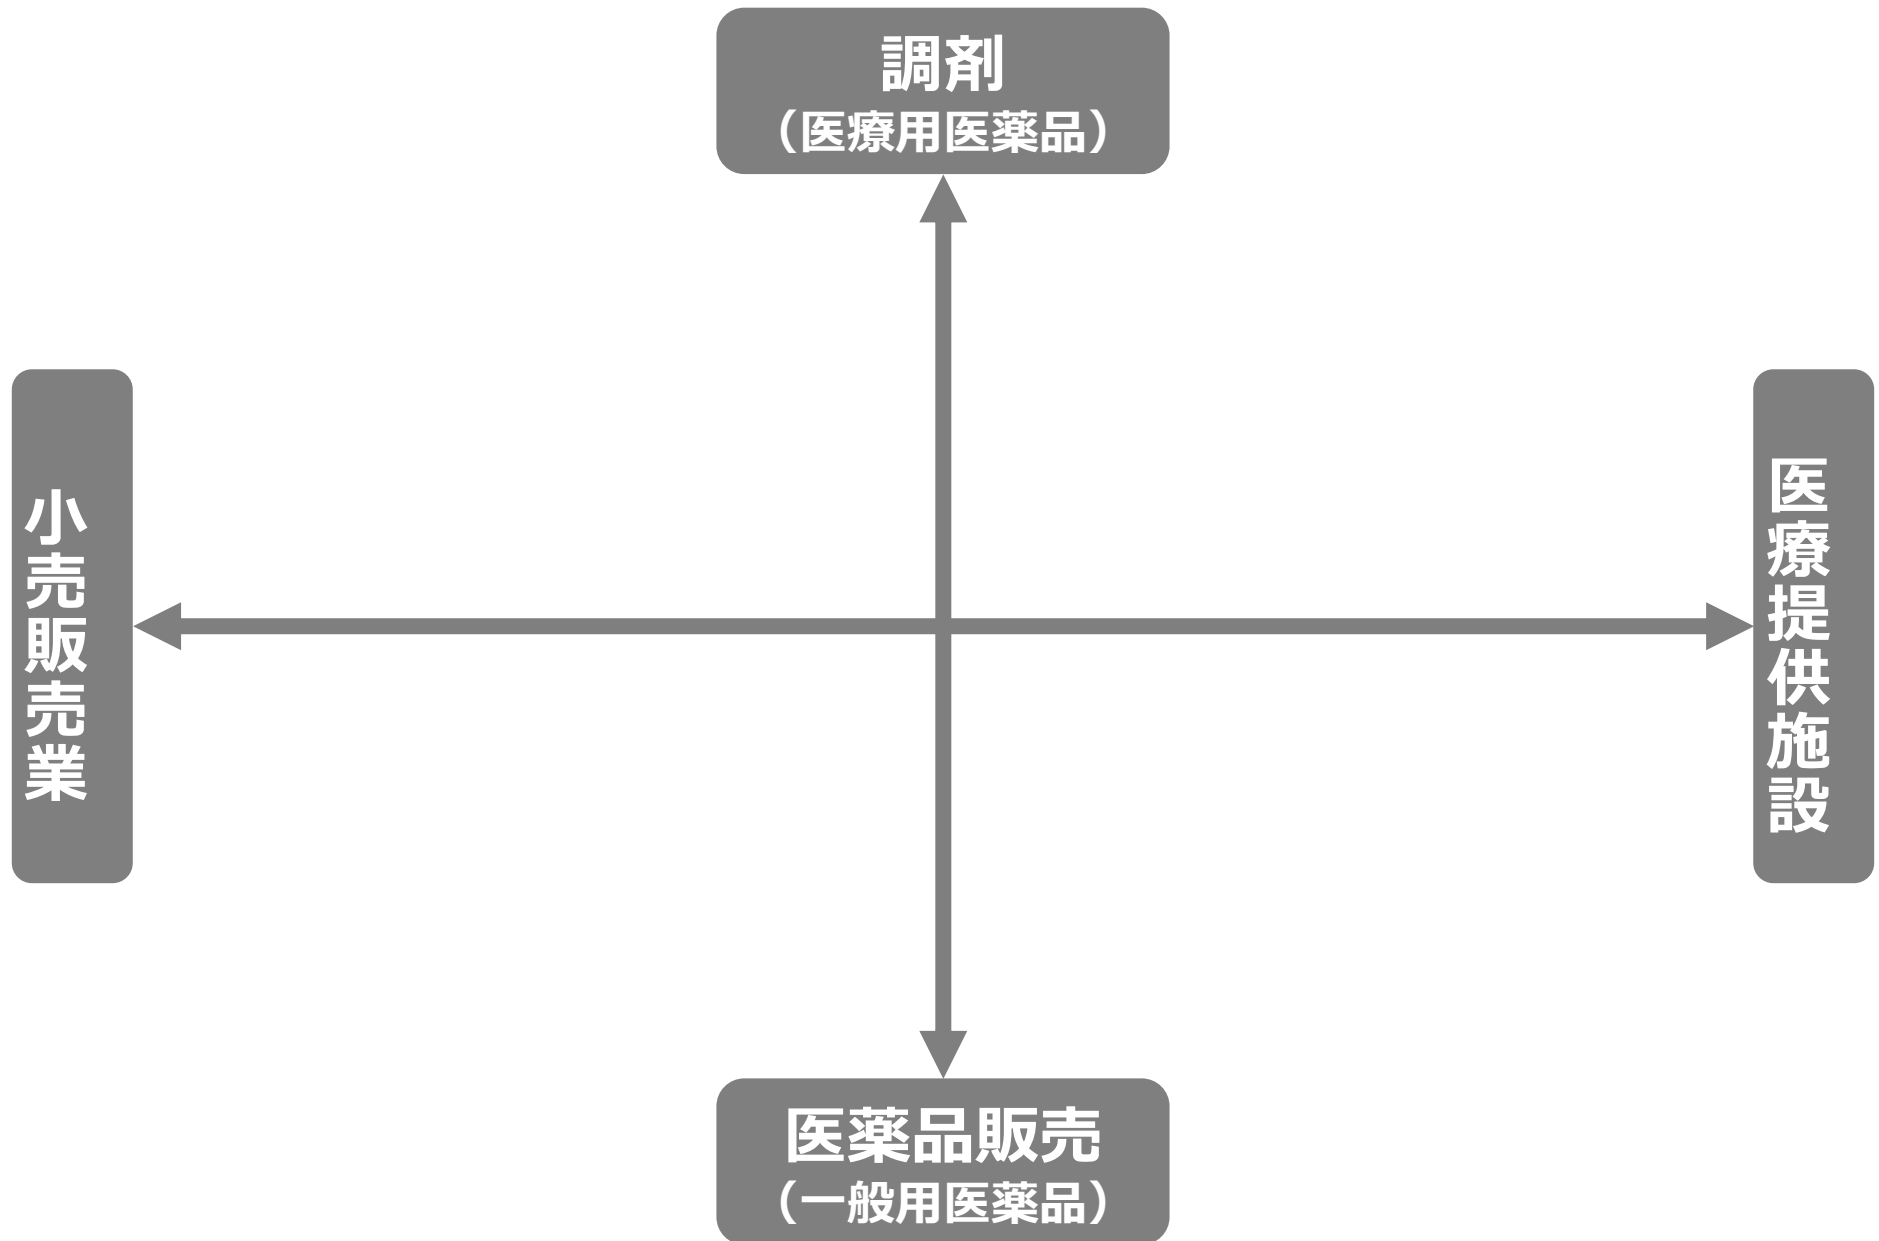 調剤
（医療用医薬品）
小売販売業
医療提供施設
医薬品販売
（一般用医薬品）